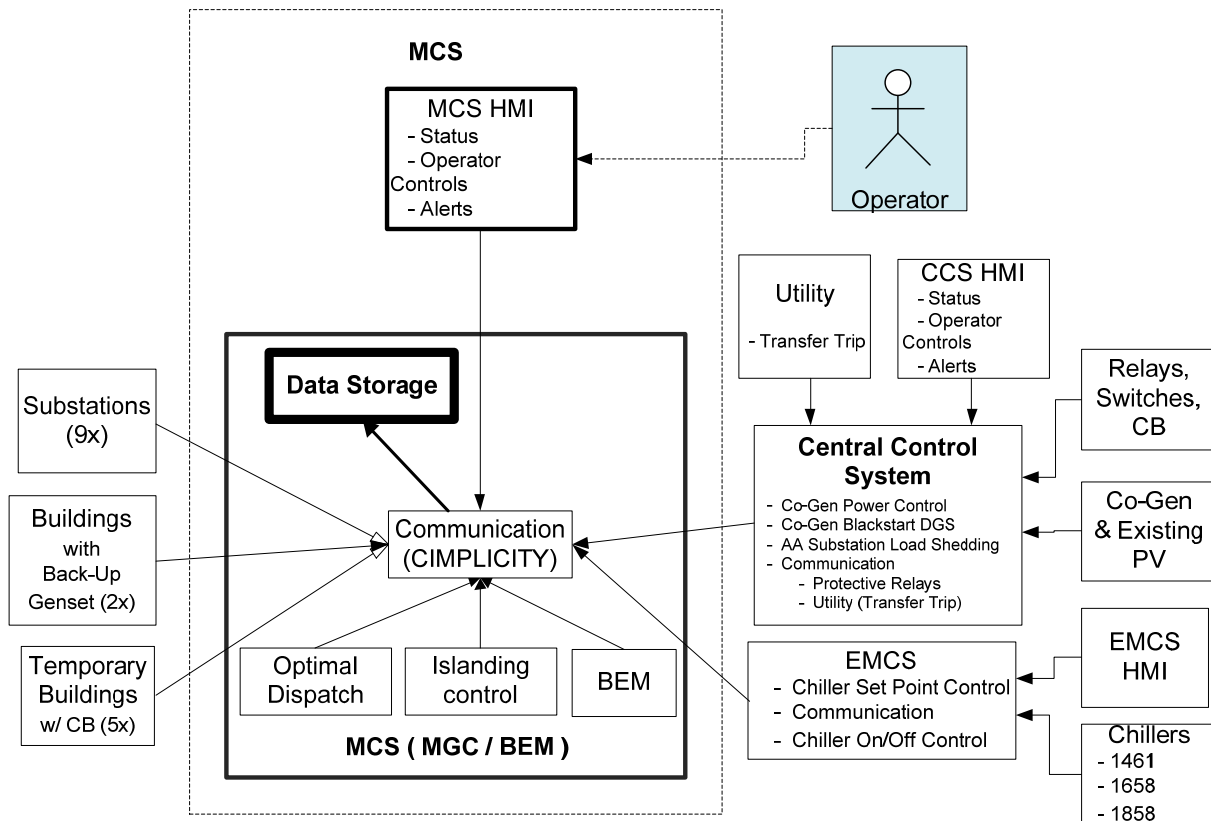 MCS
MCS HMI
- Status
- Operator
Controls
- Alerts
Operator
Utility
- Transfer Trip
CCS HMI
- Status
- Operator
Controls
- Alerts
Relays,
Switches,
CB
Data Storage
Substations
(9x)
Central Control
System
- Co-Gen Power Control
- Co-Gen Blackstart DGS
- AA Substation Load Shedding
- Communication
- Protective Relays
- Utility (Transfer Trip)
Co-Gen
& Existing
PV
Buildings
with
Back-Up
Genset (2x)
Communication
(CIMPLICITY)
Temporary
Buildings
w/ CB (5x)
Optimal
Dispatch
Islanding
control
BEM
MCS ( MGC / BEM )
EMCS
- Chiller Set Point Control
- Communication
- Chiller On/Off Control
EMCS
HMI
Chillers
- 1461
- 1658
- 1858